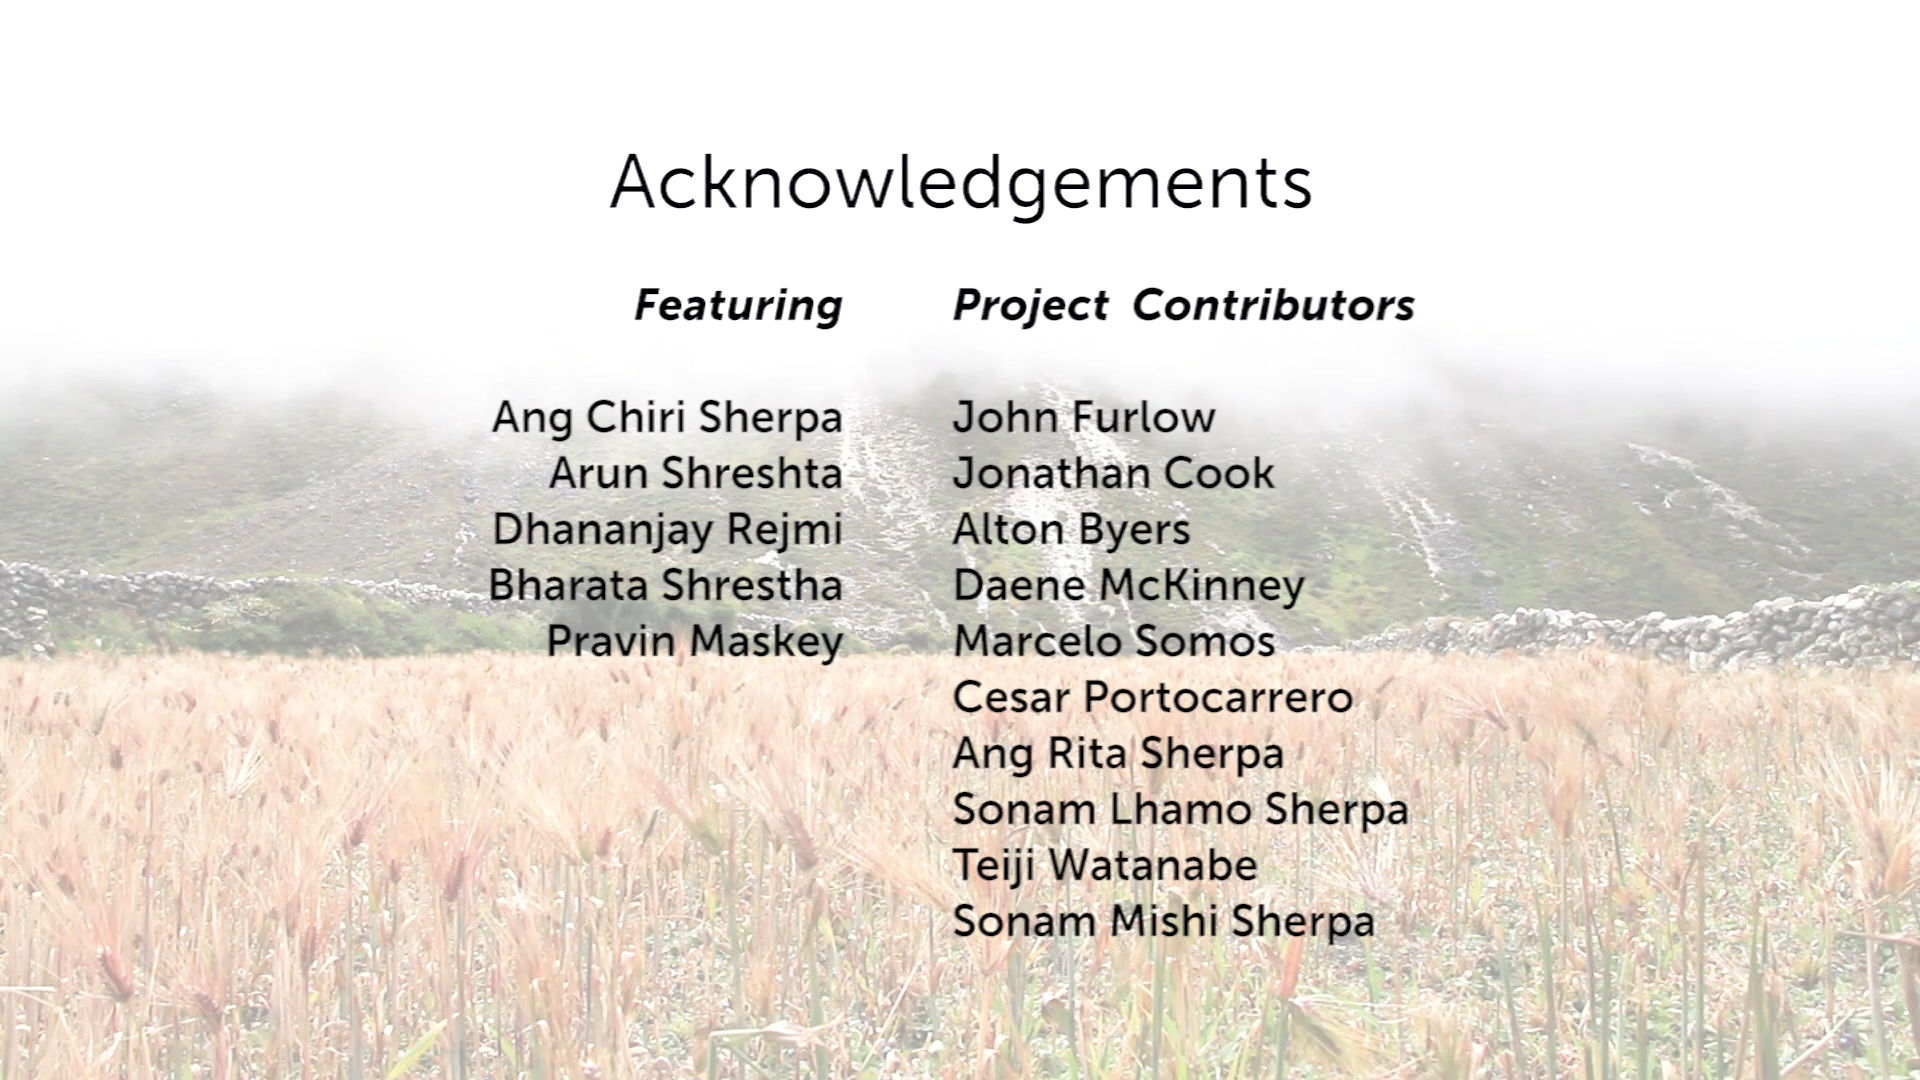 Acknowledgements
Featuring
Ang Chiri Sherpa
Arun Shreshta
Dhananjay Rejmi
Bharata Shrestha
Pravin Maskey
Project Contributors
John Furlow
Jonathan Cook
Alton Byers
Daene McKinney
Marcelo Somos
Cesar Portocarrero
Ang Rita Sherpa
Sonam Lhamo Sherpa
Teiji Watanabe
Sonam Mishi Sherpa